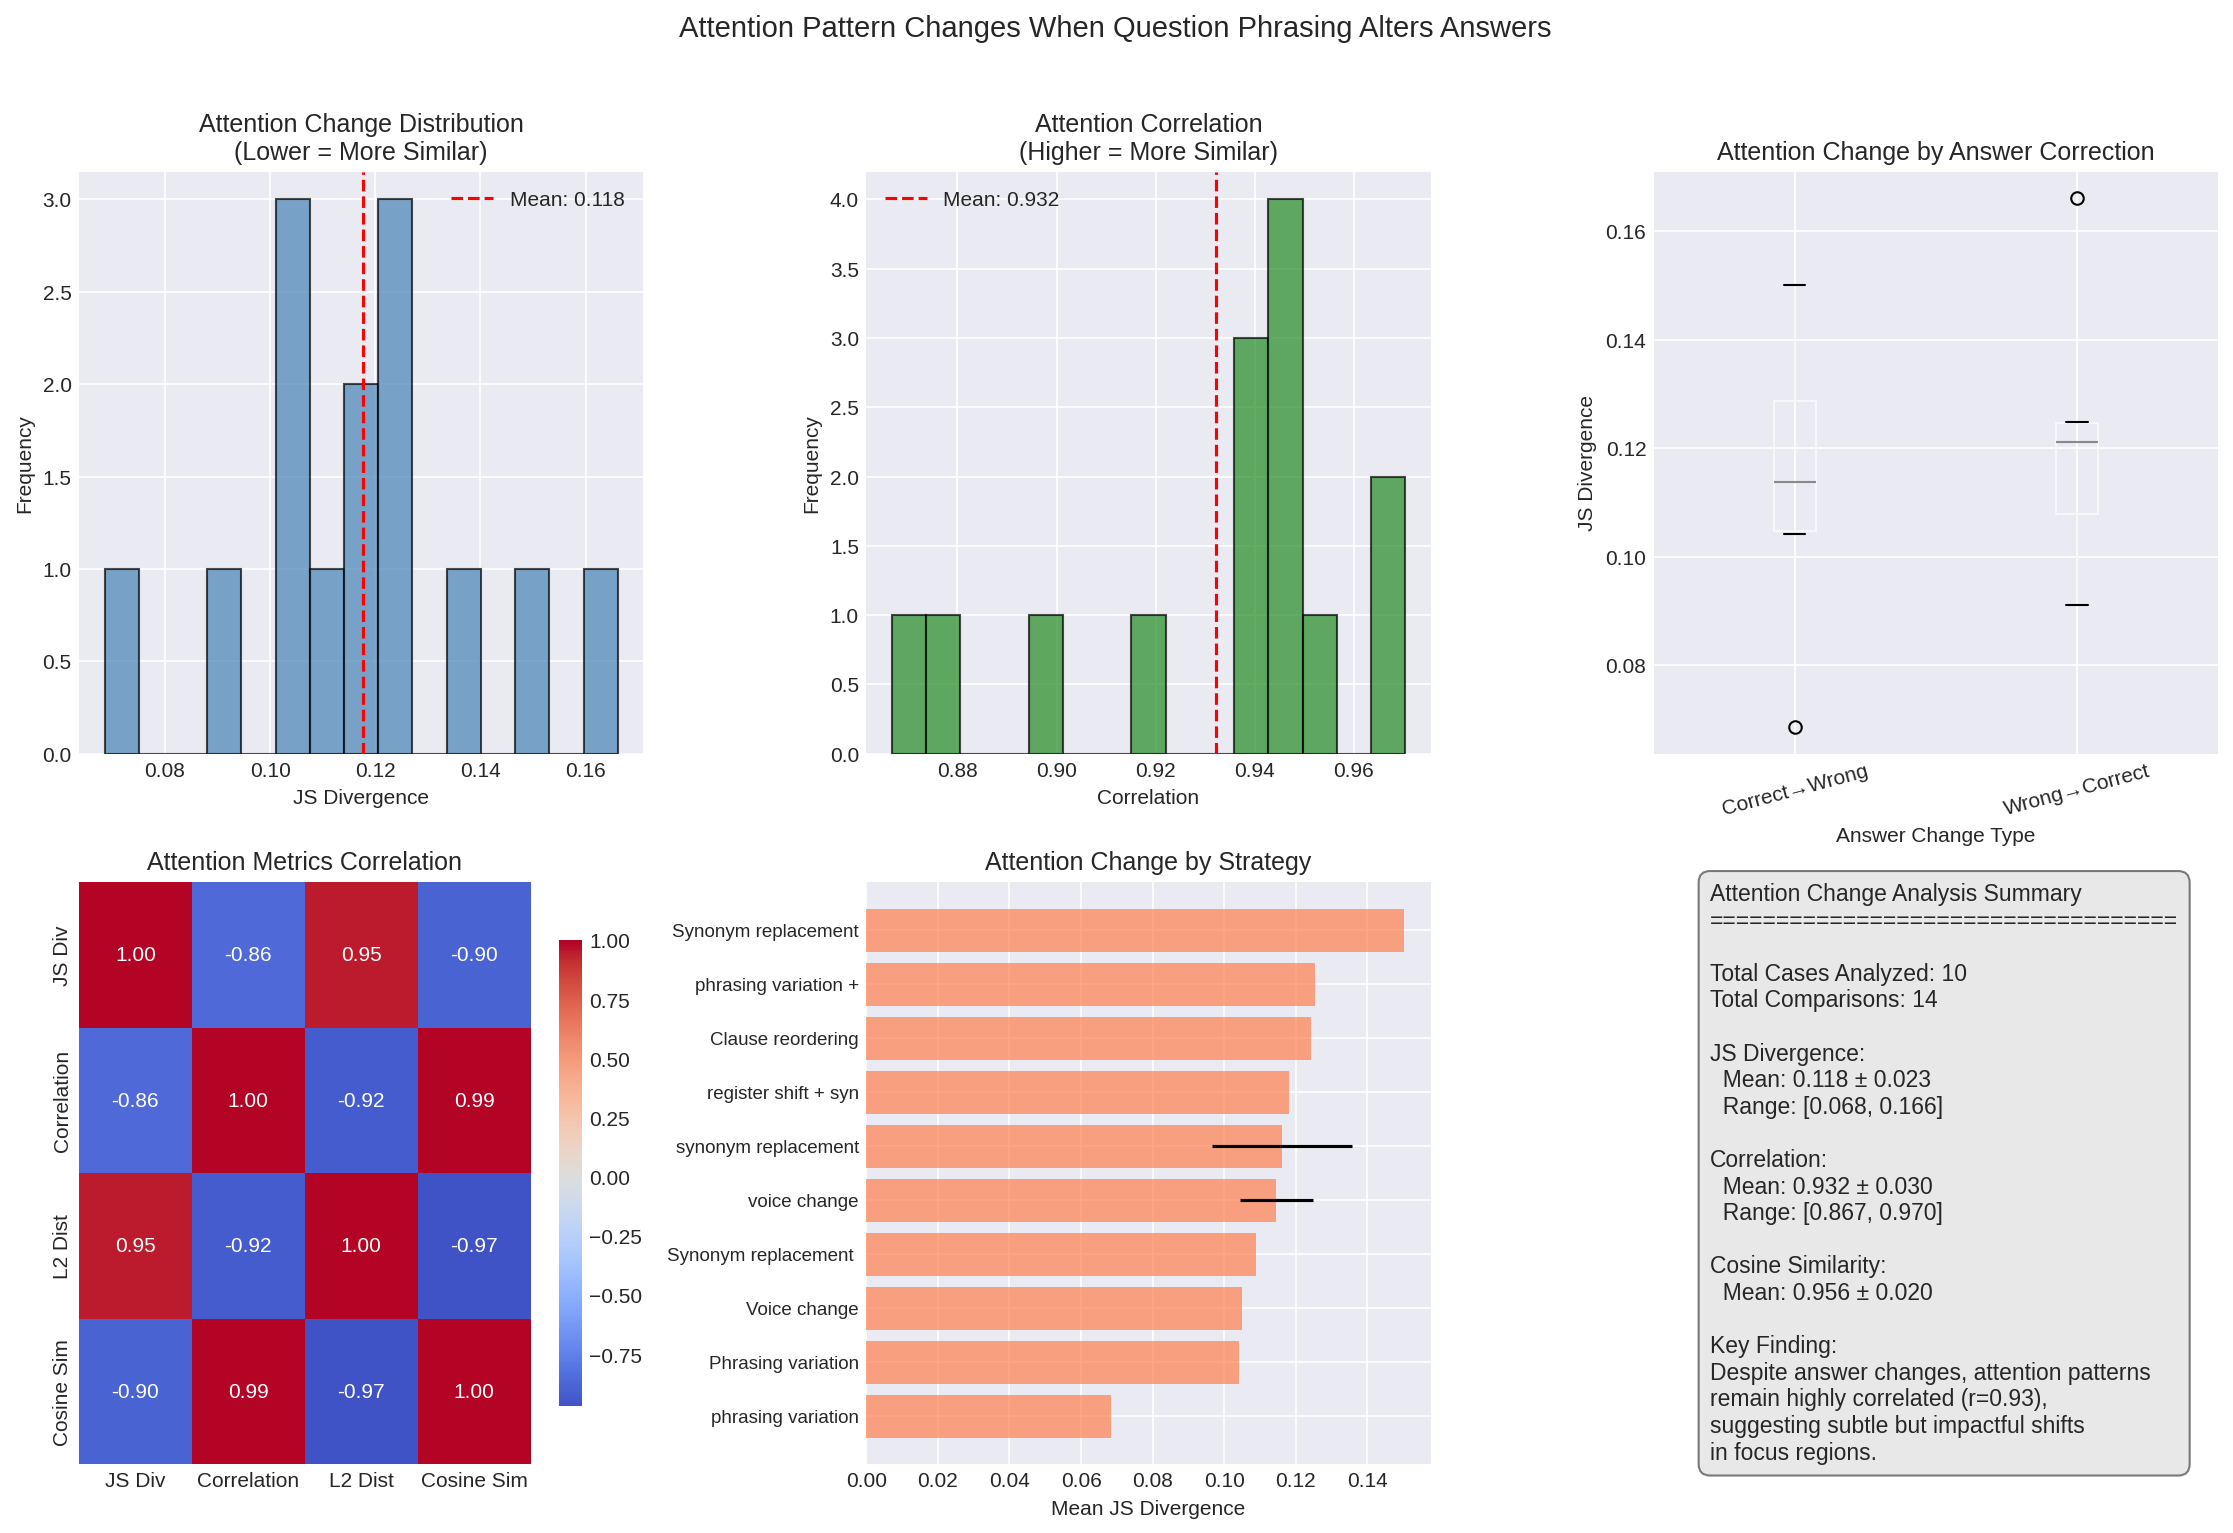 Attention Pattern Changes When Question Phrasing Alters Answers
Attention Change Distribution
(Lower = More Similar)
Mean: 0.118
3.0
2.5
2.0
1.5
1.0
0.5
0.0
Frequency
0.08
0.10
0.12
0.14
0.16
JS Divergence
Attention Correlation
(Higher = More Similar)
Mean: 0.932
4.0
3.5
3.0
2.5
2.0
1.5
1.0
0.5
0.0
Frequency
0.88
0.90
0.92
0.94
0.96
Correlation
Attention Change by Answer Correction
0.16
0.14
0.12
0.10
0.08
JS Divergence
Correct→Wrong
Wrong→Correct
Answer Change Type
Attention Metrics Correlation
JS Div
Correlation
L2 Dist
Cosine Sim
1.00 -0.86 0.95 -0.90
-0.86 1.00 -0.92 0.99
0.95 -0.92 1.00 -0.97
-0.90 0.99 -0.97 1.00
JS Div
Correlation
L2 Dist
Cosine Sim
1.00
0.75
0.50
0.25
0.00
−0.25
−0.50
−0.75
Attention Change by Strategy
Synonym replacement
phrasing variation +
Clause reordering
register shift + syn
synonym replacement
voice change
Synonym replacement
Voice change
Phrasing variation
phrasing variation
0.00
0.02
0.04
0.06
0.08
0.10
0.12
0.14
Mean JS Divergence
Attention Change Analysis Summary
===================================
Total Cases Analyzed: 10
Total Comparisons: 14
JS Divergence:
Mean: 0.118 ± 0.023
Range: [0.068, 0.166]
Correlation:
Mean: 0.932 ± 0.030
Range: [0.867, 0.970]
Cosine Similarity:
Mean: 0.956 ± 0.020
Key Finding:
Despite answer changes, attention patterns
remain highly correlated (r=0.93),
suggesting subtle but impactful shifts
in focus regions.